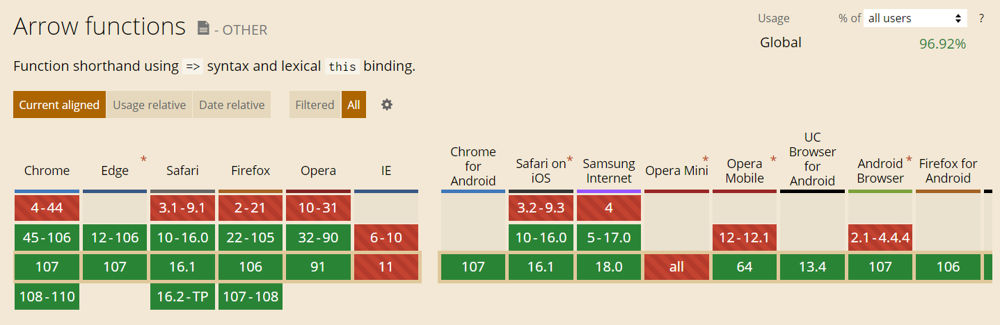 Arrow functions - OTHER
Usage % of all users ?
Global 96.92%
Function shorthand using => syntax and lexical this binding.
Current aligned Usage relative Date relative Filtered All
Chrome Edge * Safari Firefox Opera IE Chrome for Android Safari on iOS * Samsung Internet Opera Mini * Opera Mobile * UC Browser for Android Android Browser * Firefox for Android
4-44 3.1-9.1 2-21 10-31 3.2-9.3 4
45-106 12-106 10-16.0 22-105 32-90 6-10 10-16.0 5-17.0 12-12.1 2.1-4.4.4
107 107 16.1 106 91 11 107 16.1 18.0 all 64 13.4 107 106
108-110 16.2-TP 107-108